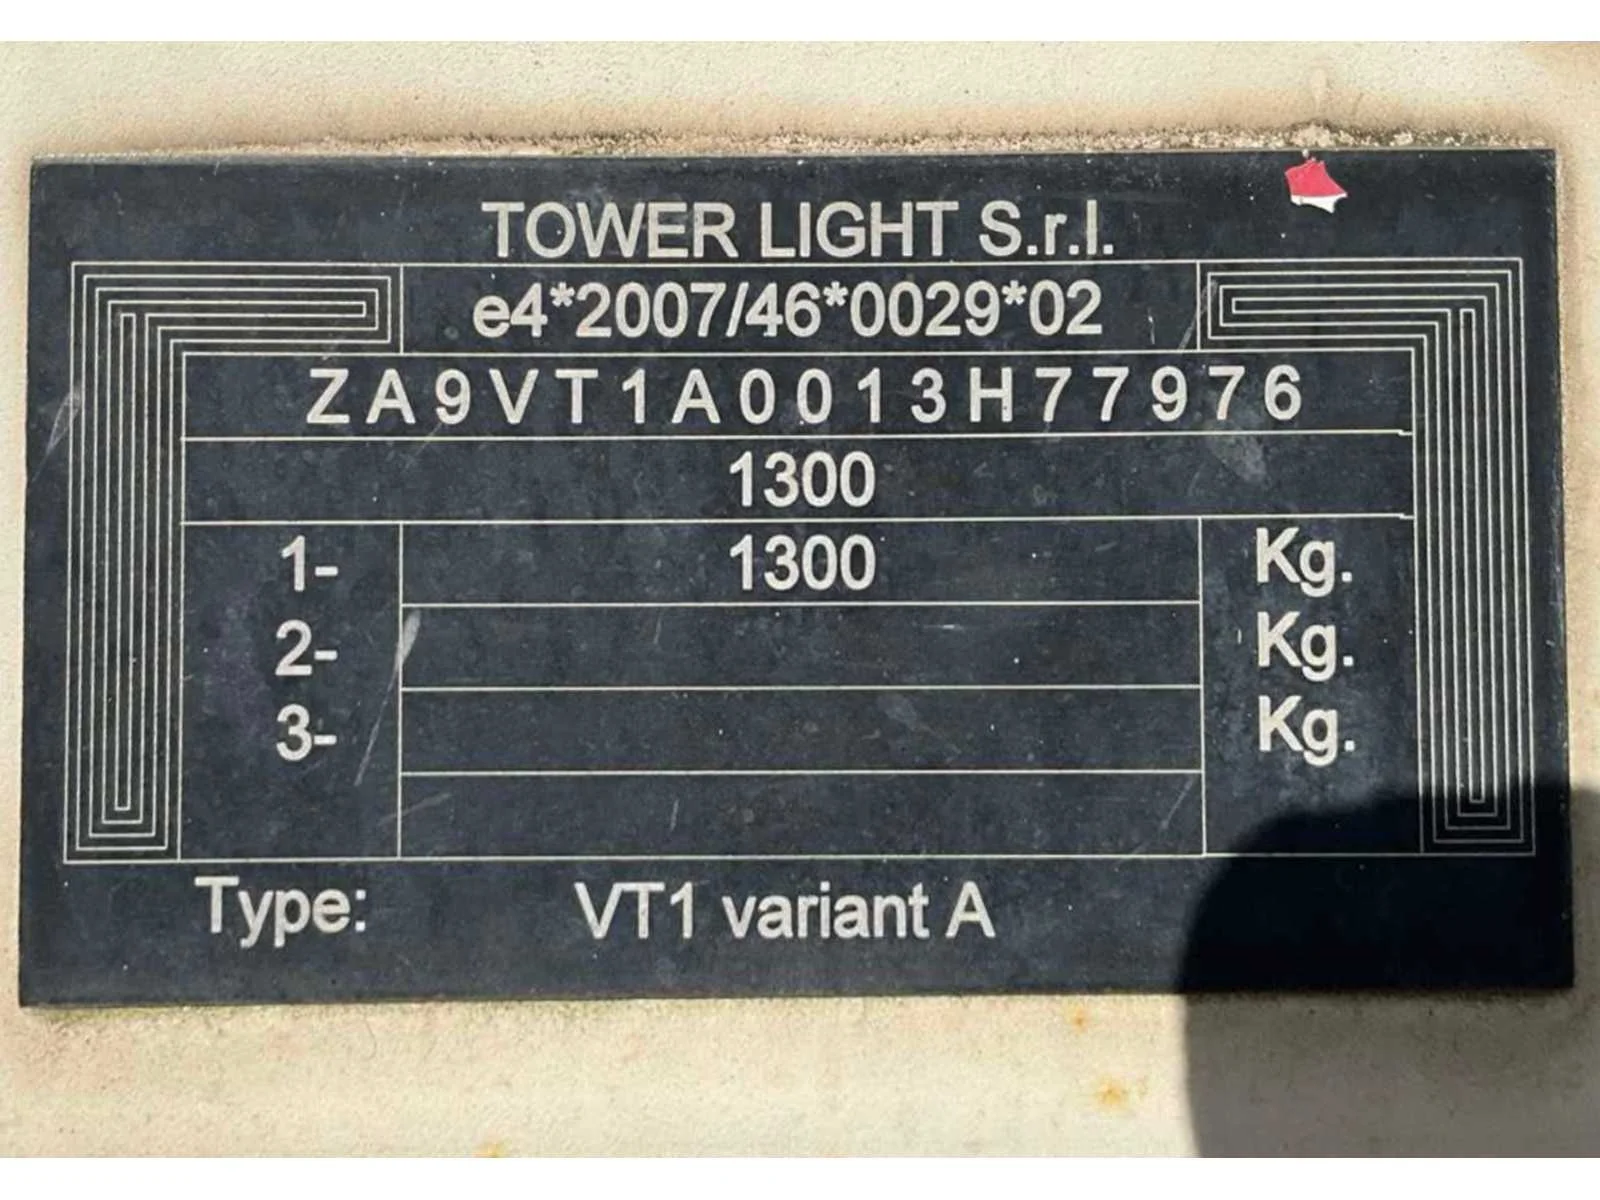 TOWER LIGHT S.r.l.
e4*2007/46*0029*02
ZA9VT1A0013H77976
1300
1- 1300 Kg.
2- Kg.
3- Kg.
Type: VT1 variant A